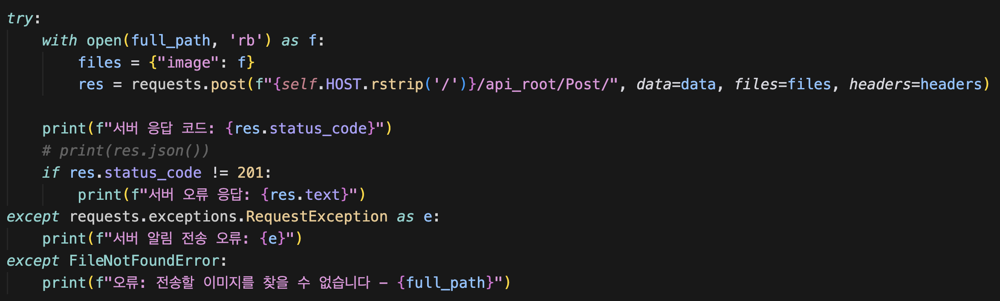 try:
    with open(full_path, 'rb') as f:
        files = {"image": f}
        res = requests.post(f"{self.HOST.rstrip('/')}/api_root/Post/", data=data, files=files, headers=headers)

    print(f"서버 응답 코드: {res.status_code}")
    # print(res.json())
    if res.status_code != 201:
        print(f"서버 오류 응답: {res.text}")
except requests.exceptions.RequestException as e:
    print(f"서버 알림 전송 오류: {e}")
except FileNotFoundError:
    print(f"오류: 전송할 이미지를 찾을 수 없습니다 - {full_path}")